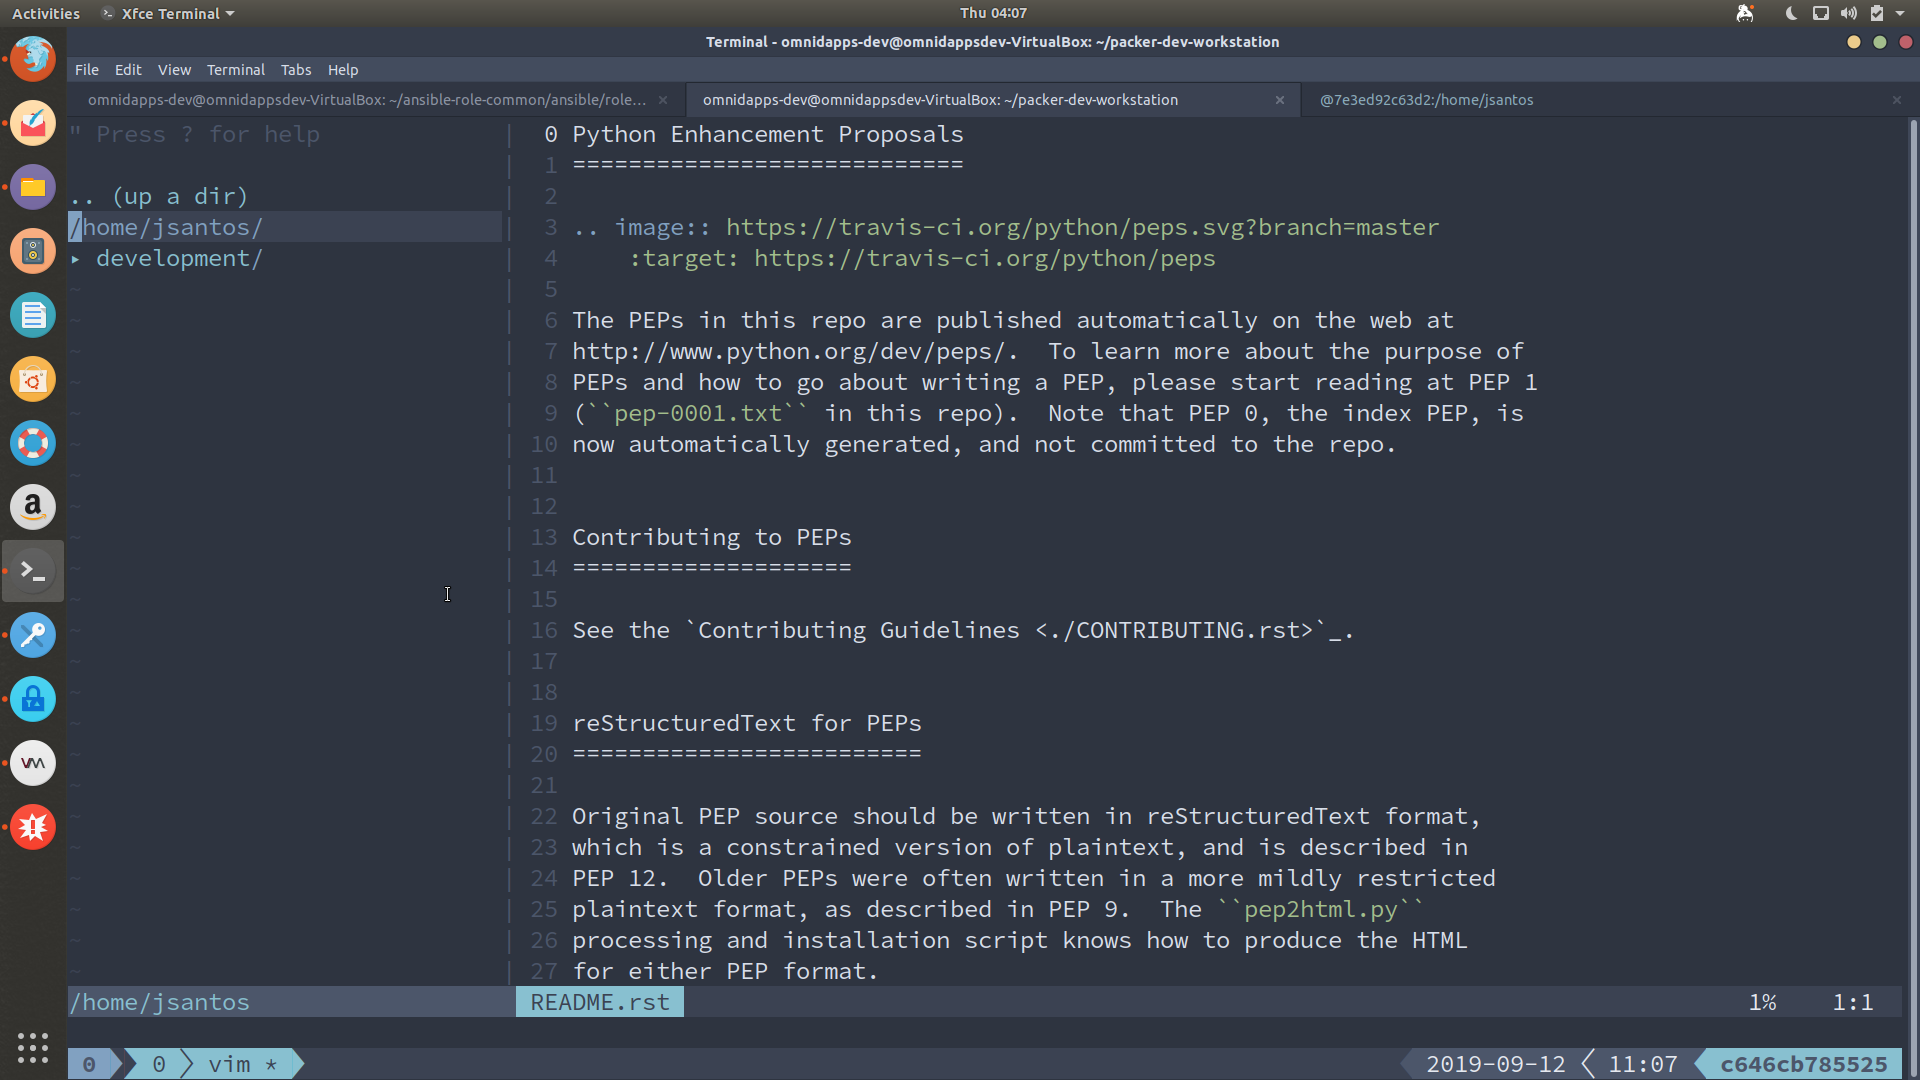 Activities Xfce Terminal Thu 04:07
Terminal - omnidapps-dev@omnidappsdev-VirtualBox: ~/packer-dev-workstation
File Edit View Terminal Tabs Help
omnidapps-dev@omnidappsdev-VirtualBox: ~/ansible-role-common/ansible/role... × omnidapps-dev@omnidappsdev-VirtualBox: ~/packer-dev-workstation × @7e3ed92c63d2:/home/jsantos ×
" Press ? for help
.. (up a dir)
/home/jsantos/
▸ development/
0 Python Enhancement Proposals
1 ============================
2
3 .. image:: https://travis-ci.org/python/peps.svg?branch=master
4     :target: https://travis-ci.org/python/peps
5
6 The PEPs in this repo are published automatically on the web at
7 http://www.python.org/dev/peps/.  To learn more about the purpose of
8 PEPs and how to go about writing a PEP, please start reading at PEP 1
9 (``pep-0001.txt`` in this repo).  Note that PEP 0, the index PEP, is
10 now automatically generated, and not committed to the repo.
11
12
13 Contributing to PEPs
14 ====================
15
16 See the `Contributing Guidelines <./CONTRIBUTING.rst>`_.
17
18
19 reStructuredText for PEPs
20 =========================
21
22 Original PEP source should be written in reStructuredText format,
23 which is a constrained version of plaintext, and is described in
24 PEP 12.  Older PEPs were often written in a more mildly restricted
25 plaintext format, as described in PEP 9.  The ``pep2html.py``
26 processing and installation script knows how to produce the HTML
27 for either PEP format.
/home/jsantos README.rst 1% 1:1
0 0 vim * 2019-09-12 11:07 c646cb785525